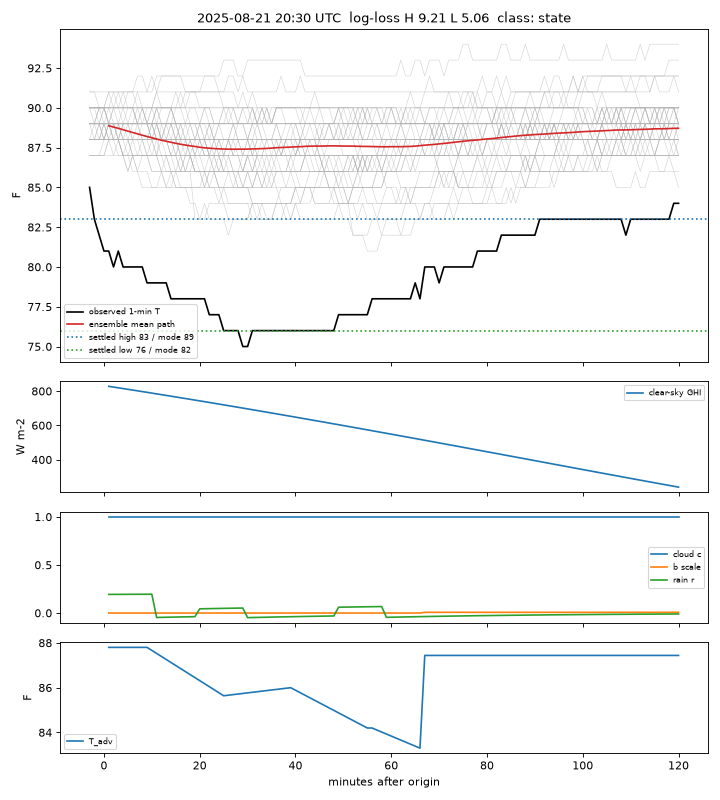 2025-08-21 20:30 UTC  log-loss H 9.21 L 5.06  class: state
92.5
90.0
87.5
85.0
82.5
80.0
77.5
75.0
F
observed 1-min T
ensemble mean path
settled high 83 / mode 89
settled low 76 / mode 82
800
600
400
W m-2
clear-sky GHI
1.0
0.5
0.0
cloud c
b scale
rain r
88
86
84
F
T_adv
0 20 40 60 80 100 120
minutes after origin